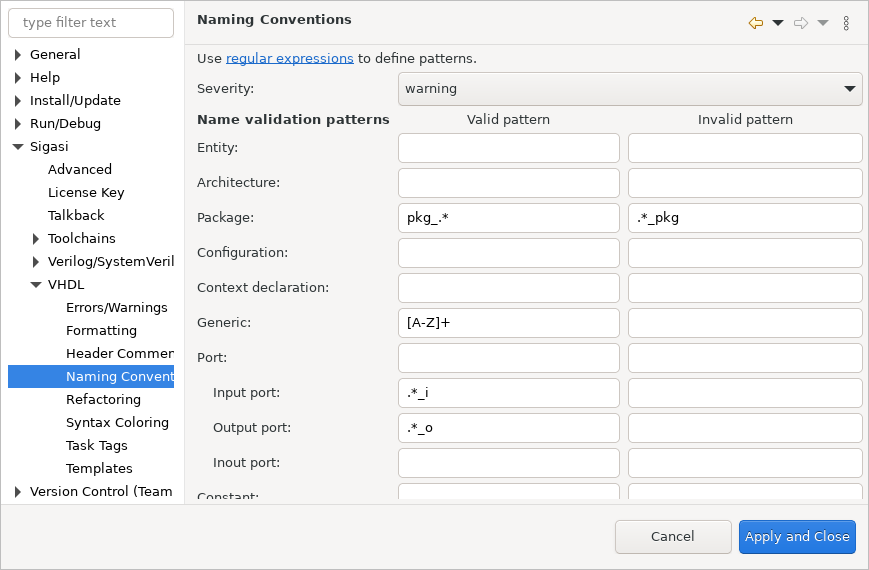 type filter text
General
Help
Install/Update
Run/Debug
Sigasi
Advanced
License Key
Talkback
Toolchains
Verilog/SystemVeril
VHDL
Errors/Warnings
Formatting
Header Commer
Naming Convent
Refactoring
Syntax Coloring
Task Tags
Templates
Version Control (Team
Naming Conventions
Use regular expressions to define patterns.
Severity: warning
Name validation patterns Valid pattern Invalid pattern
Entity:
Architecture:
Package: pkg_.* .*_pkg
Configuration:
Context declaration:
Generic: [A-Z]+
Port:
Input port: .*_i
Output port: .*_o
Inout port:
Constant:
Cancel Apply and Close